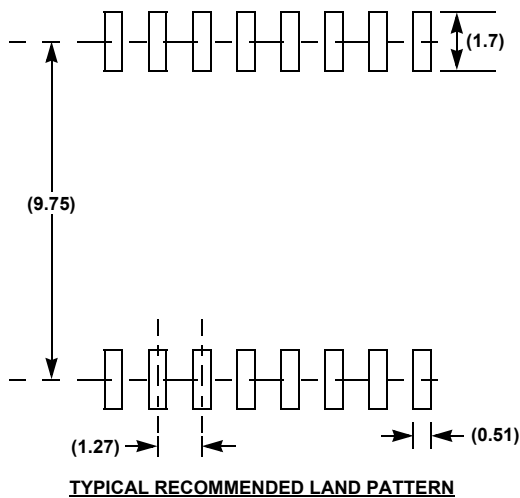 (1.7)
(9.75)
(1.27)
(0.51)
TYPICAL RECOMMENDED LAND PATTERN